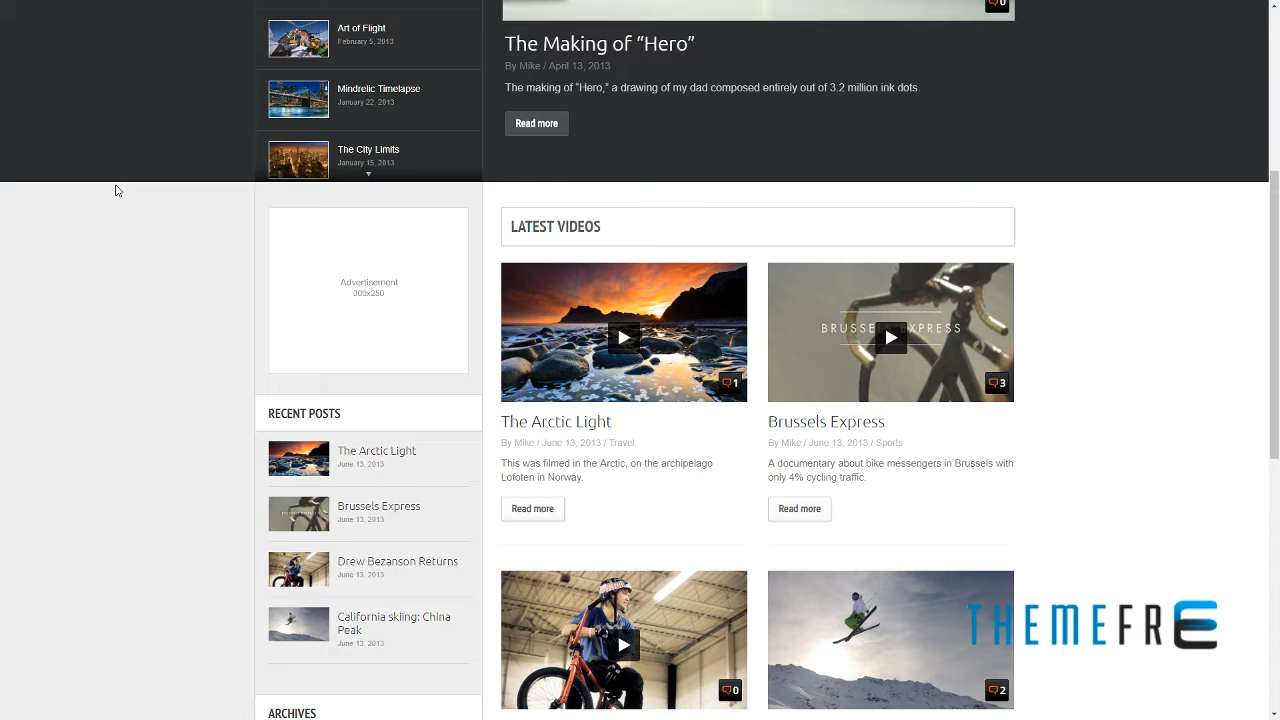 Art of Flight
February 5, 2013
Mindrelic Timelapse
January 22, 2013
The City Limits
January 15, 2013
0
The Making of “Hero”
By Mike / April 13, 2013
The making of “Hero,” a drawing of my dad composed entirely out of 3.2 million ink dots.
Read more
Advertisement
300x250
RECENT POSTS
The Arctic Light
June 13, 2013
Brussels Express
June 13, 2013
Drew Bezanson Returns
June 13, 2013
California skiing: China
Peak
June 13, 2013
ARCHIVES
LATEST VIDEOS
1
The Arctic Light
By Mike / June 13, 2013 / Travel
This was filmed in the Arctic, on the archipelago
Lofoten in Norway.
Read more
BRUSSELS EXPRESS
3
Brussels Express
By Mike / June 13, 2013 / Sports
A documentary about bike messengers in Brussels with
only 4% cycling traffic.
Read more
0
2
THEMEFRE